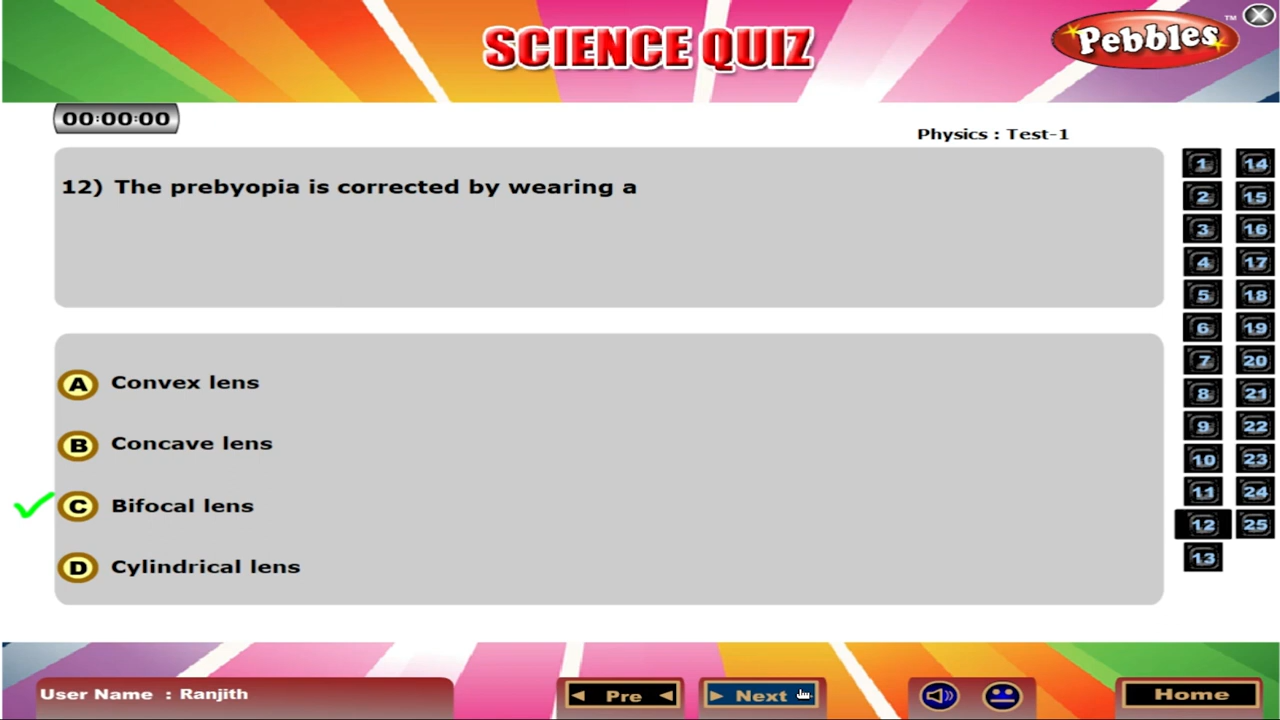 SCIENCE QUIZ
Pebbles TM
00:00:00
Physics : Test-1
12) The prebyopia is corrected by wearing a
A Convex lens
B Concave lens
C Bifocal lens
D Cylindrical lens
1 14
2 15
3 16
4 17
5 18
6 19
7 20
8 21
9 22
10 23
11 24
12 25
13
User Name : Ranjith
Pre
Next
Home